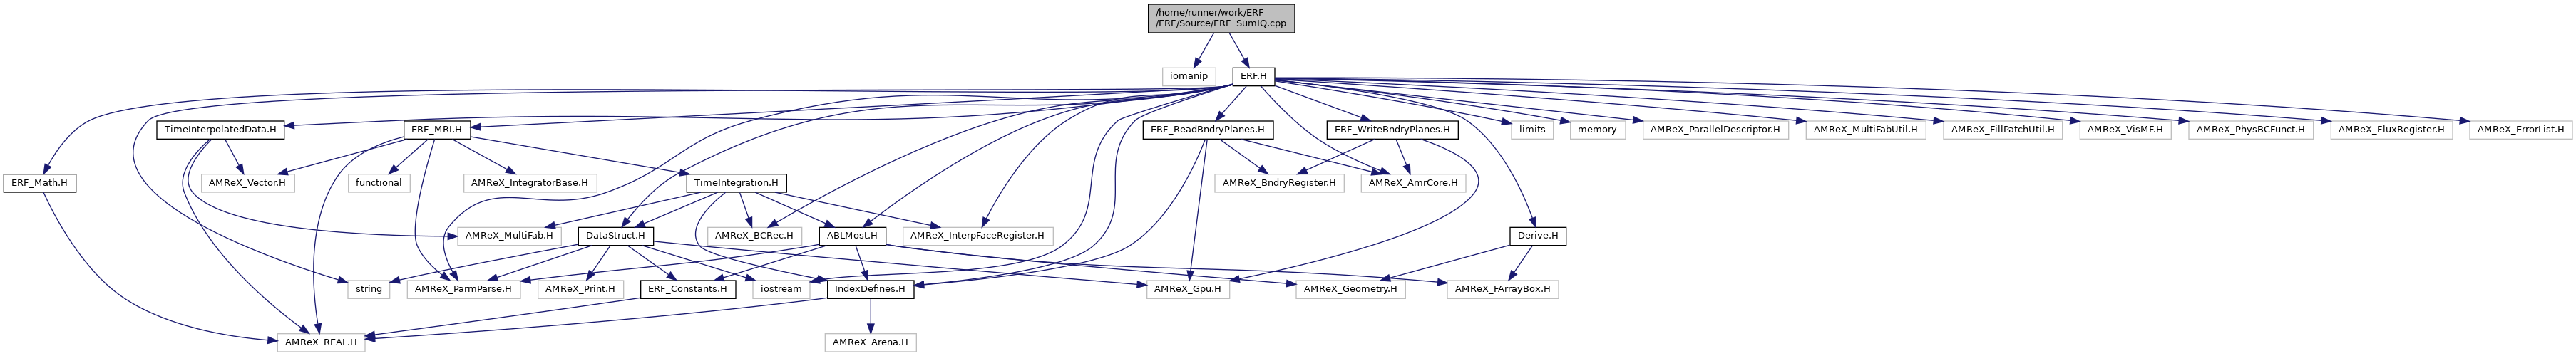 /home/runner/work/ERF
/ERF/Source/ERF_SumIQ.cpp
iomanip
ERF.H
TimeInterpolatedData.H
ERF_MRI.H
ERF_ReadBndryPlanes.H
ERF_WriteBndryPlanes.H
limits
memory
AMReX_ParallelDescriptor.H
AMReX_MultiFabUtil.H
AMReX_FillPatchUtil.H
AMReX_VisMF.H
AMReX_PhysBCFunct.H
AMReX_FluxRegister.H
AMReX_ErrorList.H
ERF_Math.H
AMReX_Vector.H
functional
AMReX_IntegratorBase.H
TimeIntegration.H
AMReX_BndryRegister.H
AMReX_AmrCore.H
AMReX_MultiFab.H
DataStruct.H
AMReX_BCRec.H
ABLMost.H
AMReX_InterpFaceRegister.H
Derive.H
string
AMReX_ParmParse.H
AMReX_Print.H
ERF_Constants.H
iostream
IndexDefines.H
AMReX_Gpu.H
AMReX_Geometry.H
AMReX_FArrayBox.H
AMReX_REAL.H
AMReX_Arena.H